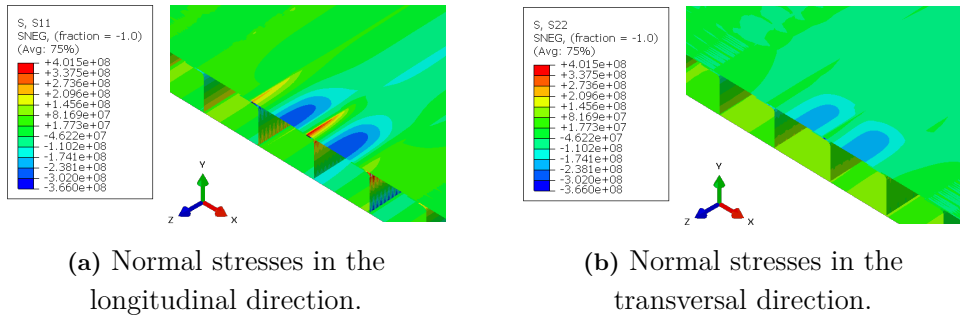 S, S11
SNEG, (fraction = -1.0)
(Avg: 75%)
+4.015e+08
+3.375e+08
+2.736e+08
+2.096e+08
+1.456e+08
+8.169e+07
+1.773e+07
-4.622e+07
-1.102e+08
-1.741e+08
-2.381e+08
-3.020e+08
-3.660e+08
Y
Z
X
(a) Normal stresses in the
longitudinal direction.
S, S22
SNEG, (fraction = -1.0)
(Avg: 75%)
+4.015e+08
+3.375e+08
+2.736e+08
+2.096e+08
+1.456e+08
+8.169e+07
+1.773e+07
-4.622e+07
-1.102e+08
-1.741e+08
-2.381e+08
-3.020e+08
-3.660e+08
Y
Z
X
(b) Normal stresses in the
transversal direction.